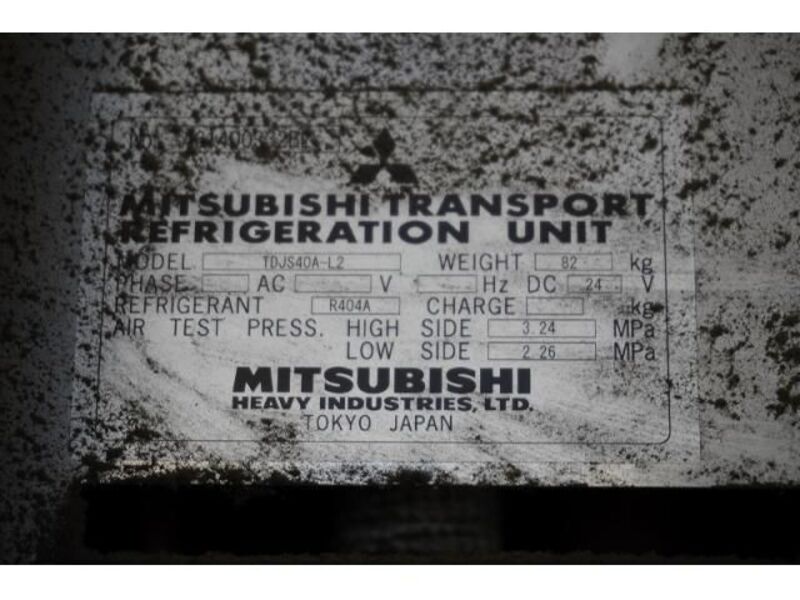 No.
MITSUBISHI TRANSPORT
REFRIGERATION UNIT
MODEL TDJS40A-L2 WEIGHT 82 kg
PHASE AC V Hz DC 24 V
REFRIGERANT R404A CHARGE kg
AIR TEST PRESS. HIGH SIDE 3.24 MPa
LOW SIDE 2.26 MPa
MITSUBISHI
HEAVY INDUSTRIES, LTD.
TOKYO JAPAN